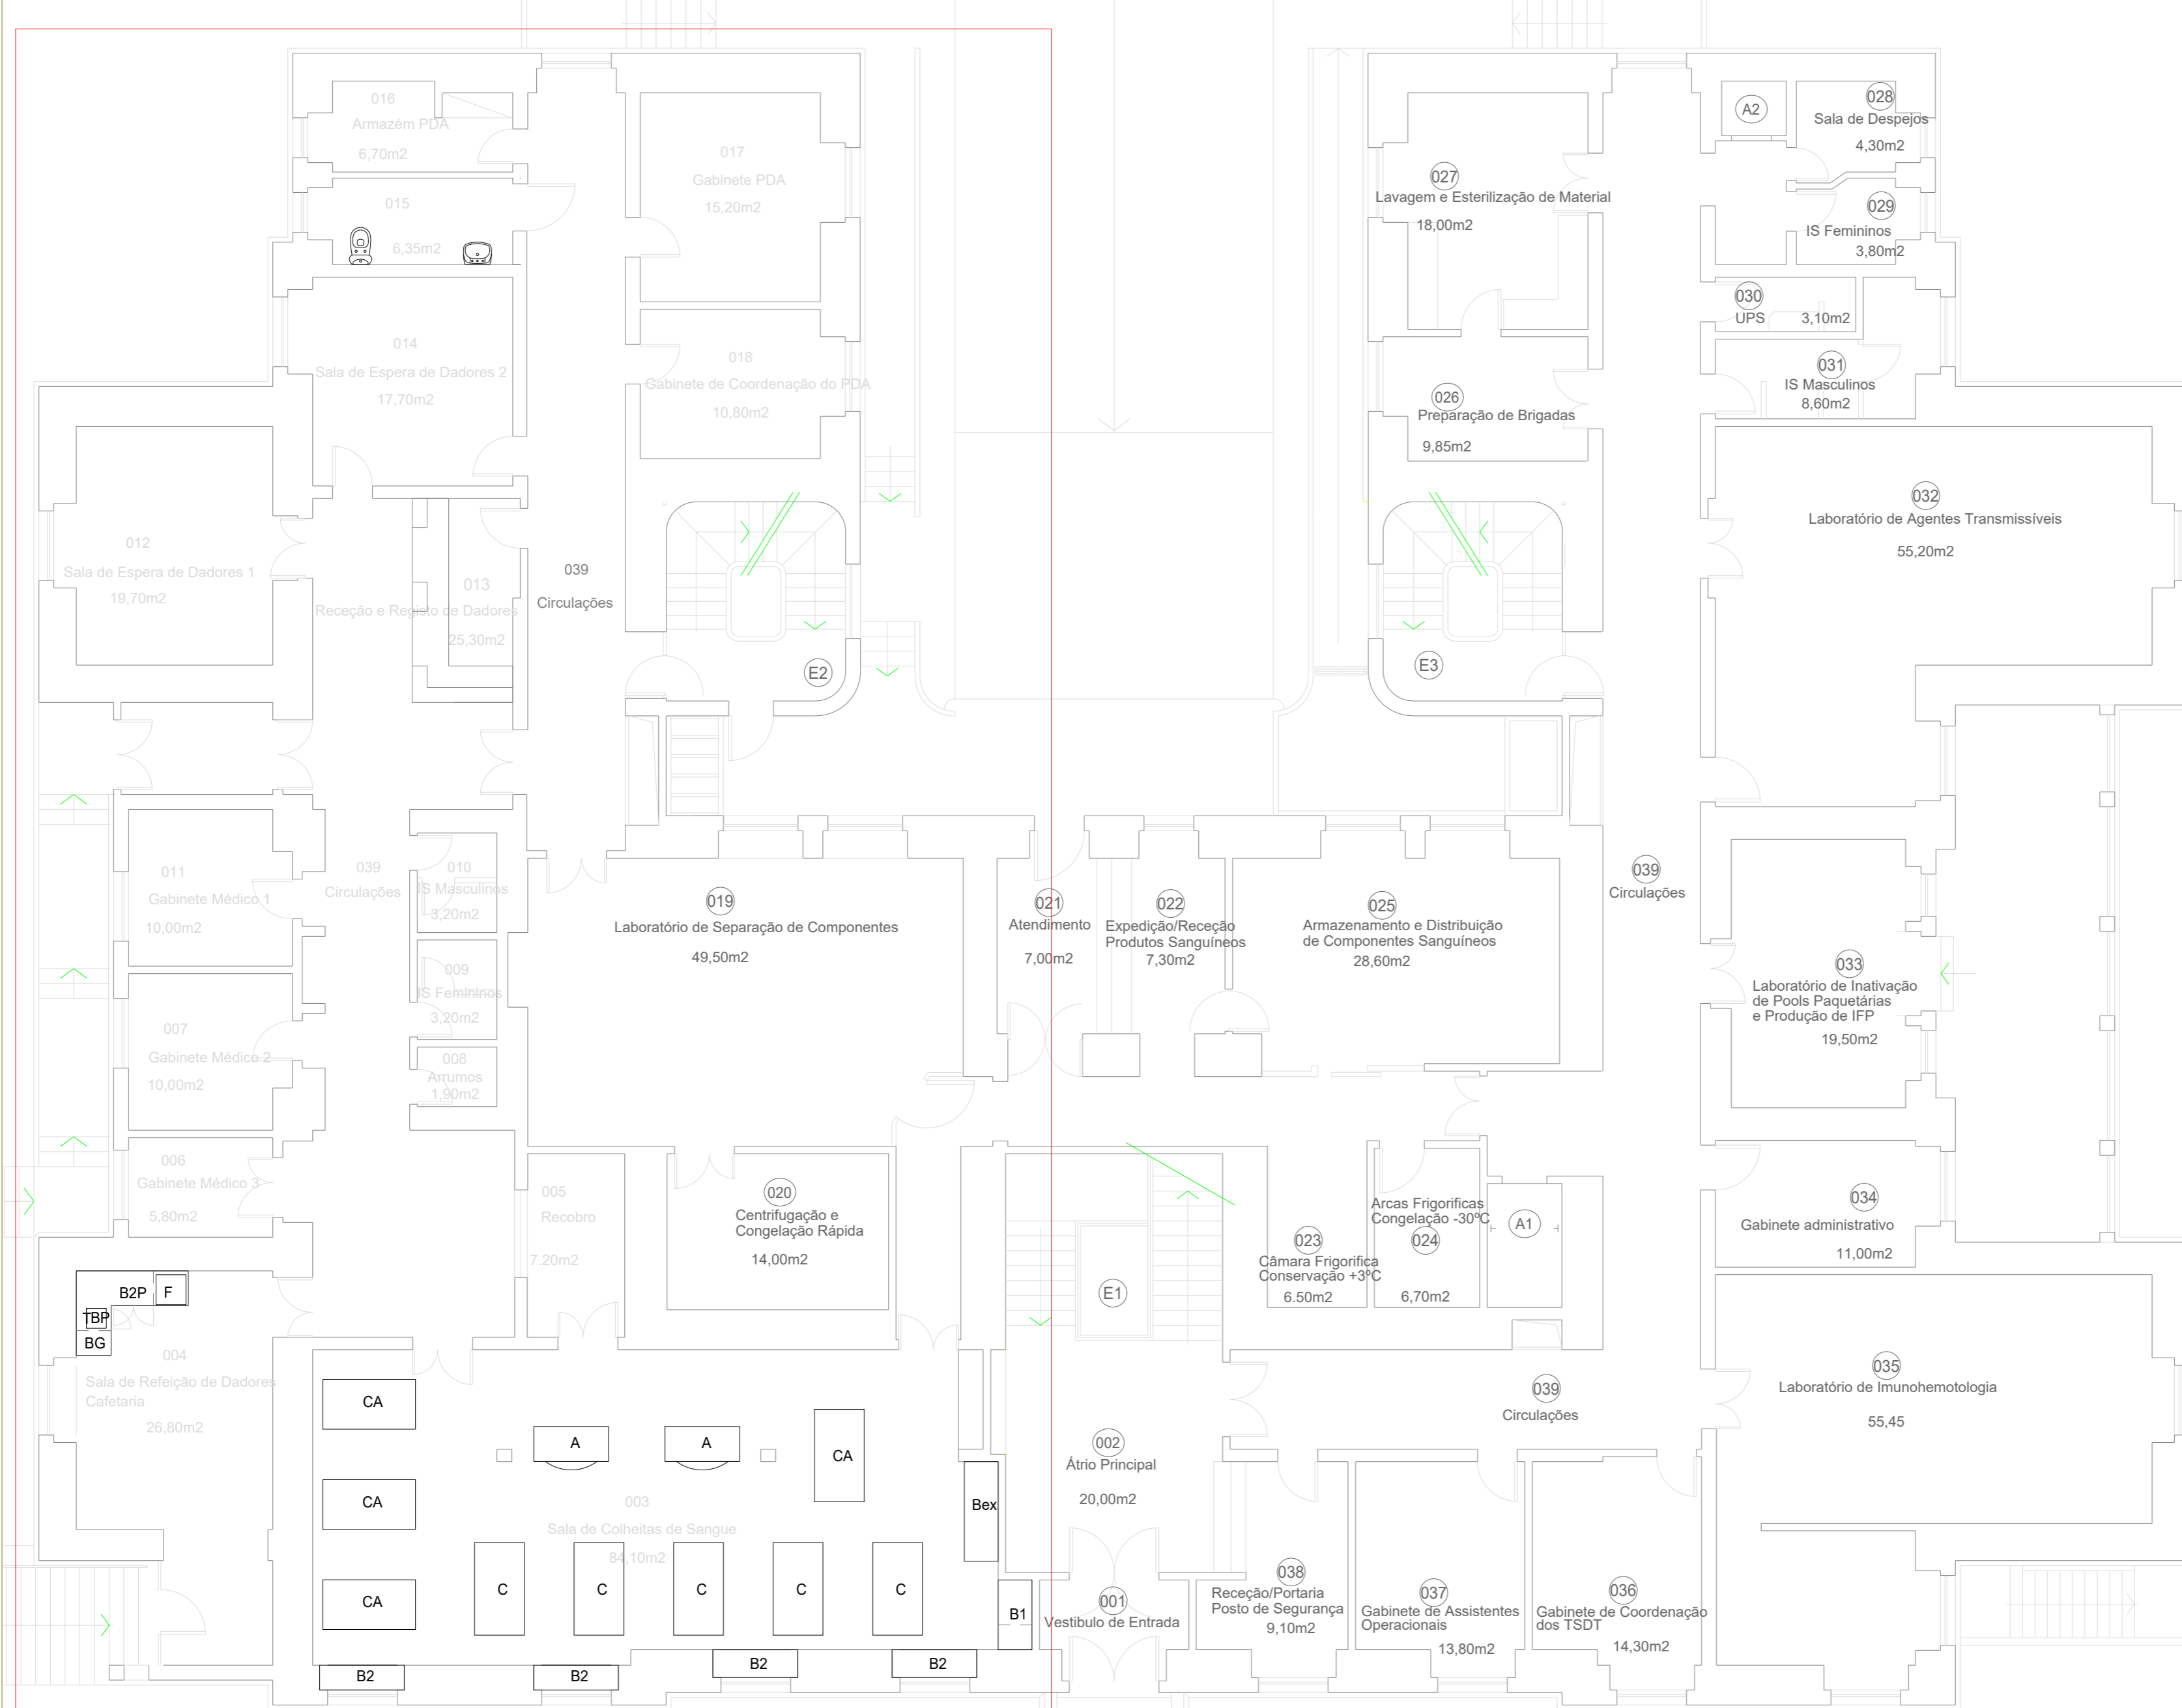 016
Armazém PDA
6,70m2
015
6,35m2
017
Gabinete PDA
15,20m2
014
Sala de Espera de Dadores 2
17,70m2
018
Gabinete de Coordenação do PDA
10,80m2
012
Sala de Espera de Dadores 1
19,70m2
013
Receção e Registo de Dadores
25,30m2
039
Circulações
E2
011
Gabinete Médico 1
10,00m2
039
Circulações
010
IS Masculinos
3,20m2
009
IS Femininos
3,20m2
007
Gabinete Médico 2
10,00m2
008
Arrumos
1,90m2
006
Gabinete Médico 3
5,80m2
005
Recobro
7.20m2
019
Laboratório de Separação de Componentes
49,50m2
020
Centrifugação e
Congelação Rápida
14,00m2
B2P
F
TBP
BG
004
Sala de Refeição de Dadores
Cafetaria
26,80m2
CA
A
A
CA
CA
003
Sala de Colheitas de Sangue
84,10m2
Bex
CA
C
C
C
C
C
B1
B2
B2
B2
B2
A2
028
Sala de Despejos
4,30m2
027
Lavagem e Esterilização de Material
18,00m2
029
IS Femininos
3,80m2
030
UPS
3,10m2
031
IS Masculinos
8,60m2
026
Preparação de Brigadas
9,85m2
032
Laboratório de Agentes Transmissíveis
55,20m2
E3
021
Atendimento
7,00m2
022
Expedição/Receção
Produtos Sanguíneos
7,30m2
025
Armazenamento e Distribuição
de Componentes Sanguíneos
28,60m2
039
Circulações
033
Laboratório de Inativação
de Pools Paquetárias
e Produção de IFP
19,50m2
034
Gabinete administrativo
11,00m2
Arcas Frigorificas
Congelação -30ºC
024
6,70m2
A1
023
Câmara Frigorifica
Conservação +3ºC
6.50m2
E1
035
Laboratório de Imunohemotologia
55,45
039
Circulações
002
Átrio Principal
20,00m2
001
Vestibulo de Entrada
038
Receção/Portaria
Posto de Segurança
9,10m2
037
Gabinete de Assistentes
Operacionais
13,80m2
036
Gabinete de Coordenação
dos TSDT
14,30m2